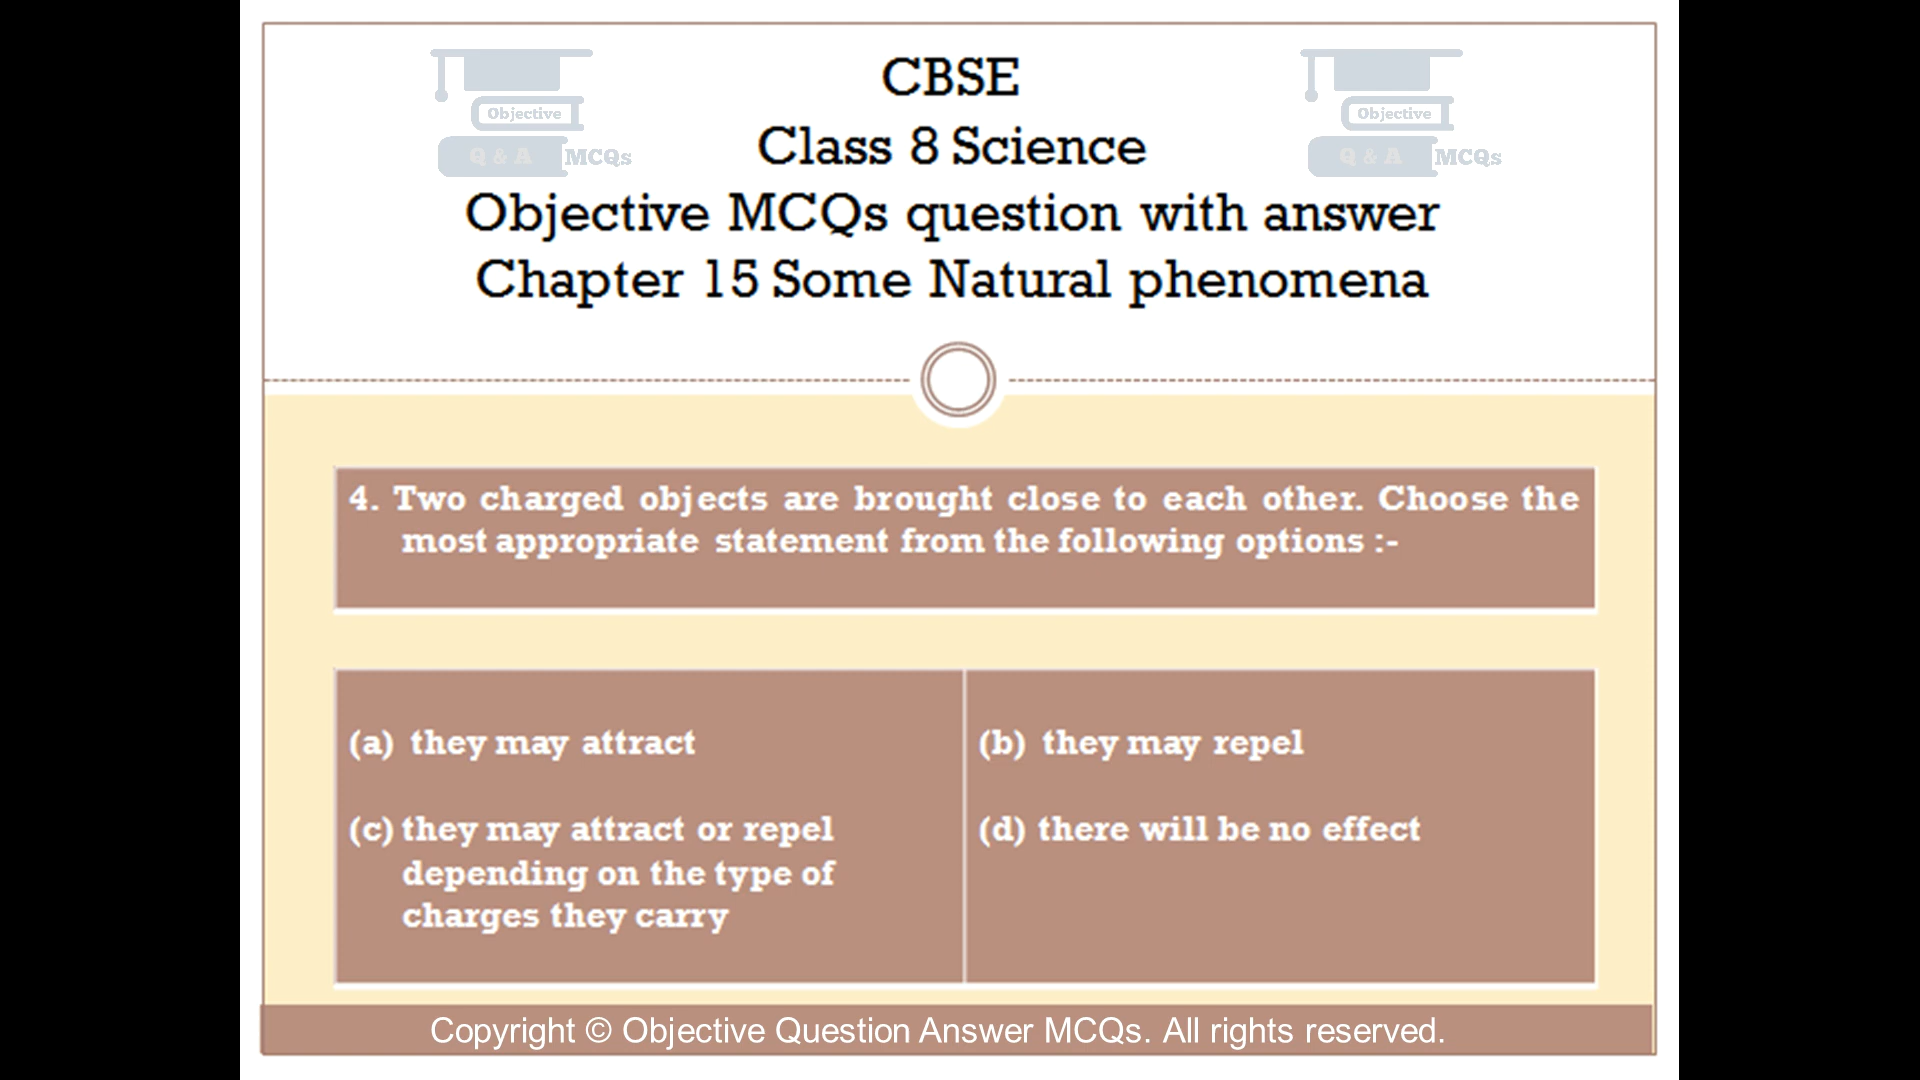 CBSE
Class 8 Science
Objective MCQs question with answer
Chapter 15 Some Natural phenomena
Objective
Q & A MCQs
Objective
Q & A MCQs
4. Two charged objects are brought close to each other. Choose the
most appropriate statement from the following options :-
(a) they may attract
(b) they may repel
(c) they may attract or repel
depending on the type of
charges they carry
(d) there will be no effect
Copyright © Objective Question Answer MCQs. All rights reserved.